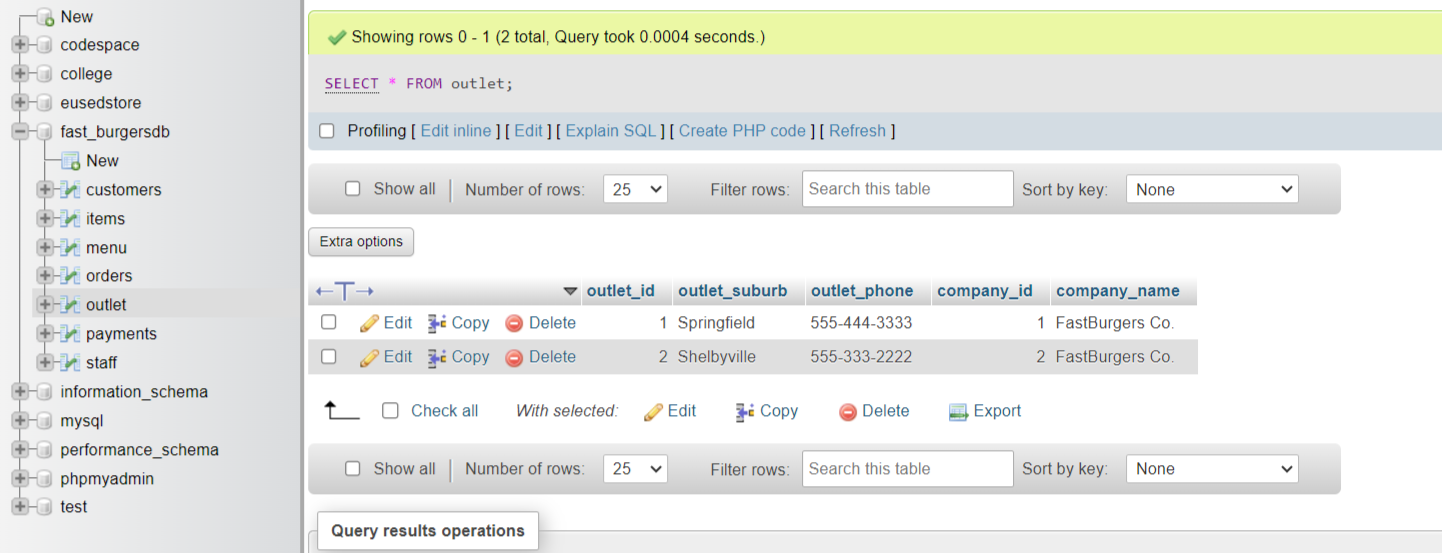 New
codespace
college
eusedstore
fast_burgersdb
New
customers
items
menu
orders
outlet
payments
staff
information_schema
mysql
performance_schema
phpmyadmin
test
Showing rows 0 - 1 (2 total, Query took 0.0004 seconds.)
SELECT * FROM outlet;
Profiling [ Edit inline ] [ Edit ] [ Explain SQL ] [ Create PHP code ] [ Refresh ]
Show all Number of rows: 25 Filter rows: Search this table Sort by key: None
Extra options
outlet_id outlet_suburb outlet_phone company_id company_name
Edit Copy Delete 1 Springfield 555-444-3333 1 FastBurgers Co.
Edit Copy Delete 2 Shelbyville 555-333-2222 2 FastBurgers Co.
Check all With selected: Edit Copy Delete Export
Show all Number of rows: 25 Filter rows: Search this table Sort by key: None
Query results operations